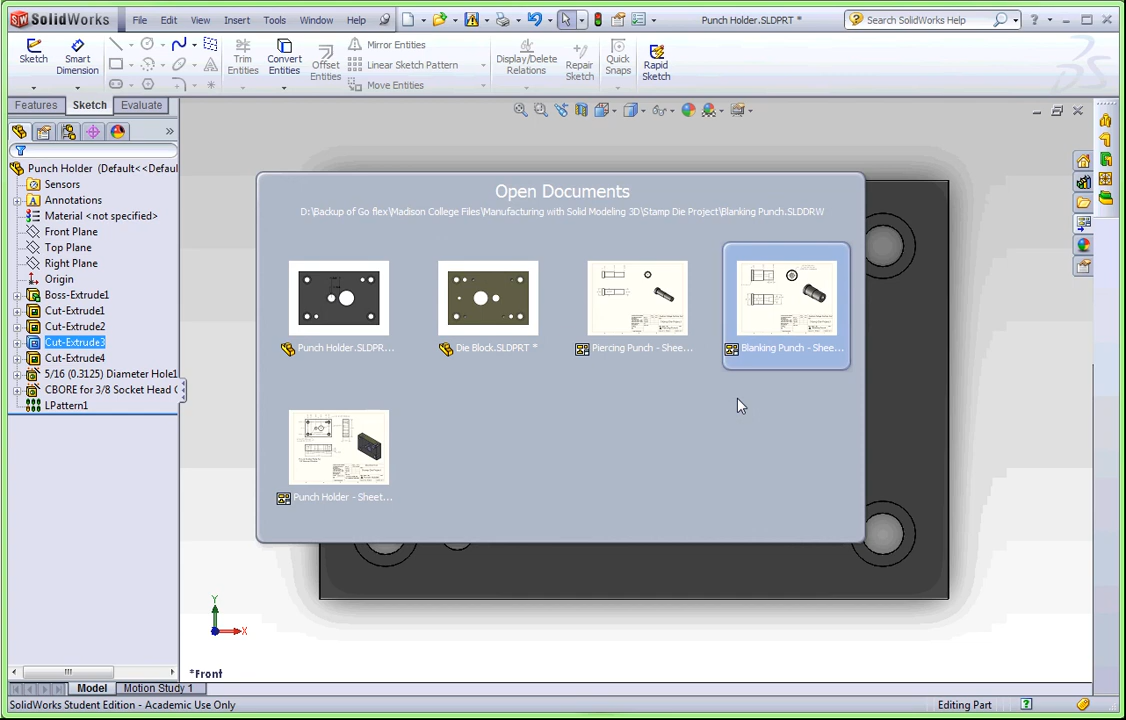 SolidWorks
File Edit View Insert Tools Window Help
Punch Holder.SLDPRT *
Search SolidWorks Help
Sketch
Smart Dimension
Trim Entities
Convert Entities
Offset Entities
Mirror Entities
Linear Sketch Pattern
Move Entities
Display/Delete Relations
Repair Sketch
Quick Snaps
Rapid Sketch
Features Sketch Evaluate
Punch Holder (Default<<Defaul
Sensors
Annotations
Material <not specified>
Front Plane
Top Plane
Right Plane
Origin
Boss-Extrude1
Cut-Extrude1
Cut-Extrude2
Cut-Extrude3
Cut-Extrude4
5/16 (0.3125) Diameter Hole1
CBORE for 3/8 Socket Head C
LPattern1
Open Documents
D:\Backup of Go flex\Madison College Files\Manufacturing with Solid Modeling 3D\Stamp Die Project\Blanking Punch.SLDDRW
Punch Holder.SLDPR...
Die Block.SLDPRT *
Piercing Punch - Shee...
Blanking Punch - Shee...
Punch Holder - Sheet...
Y
X
*Front
Model Motion Study 1
SolidWorks Student Edition - Academic Use Only
Editing Part